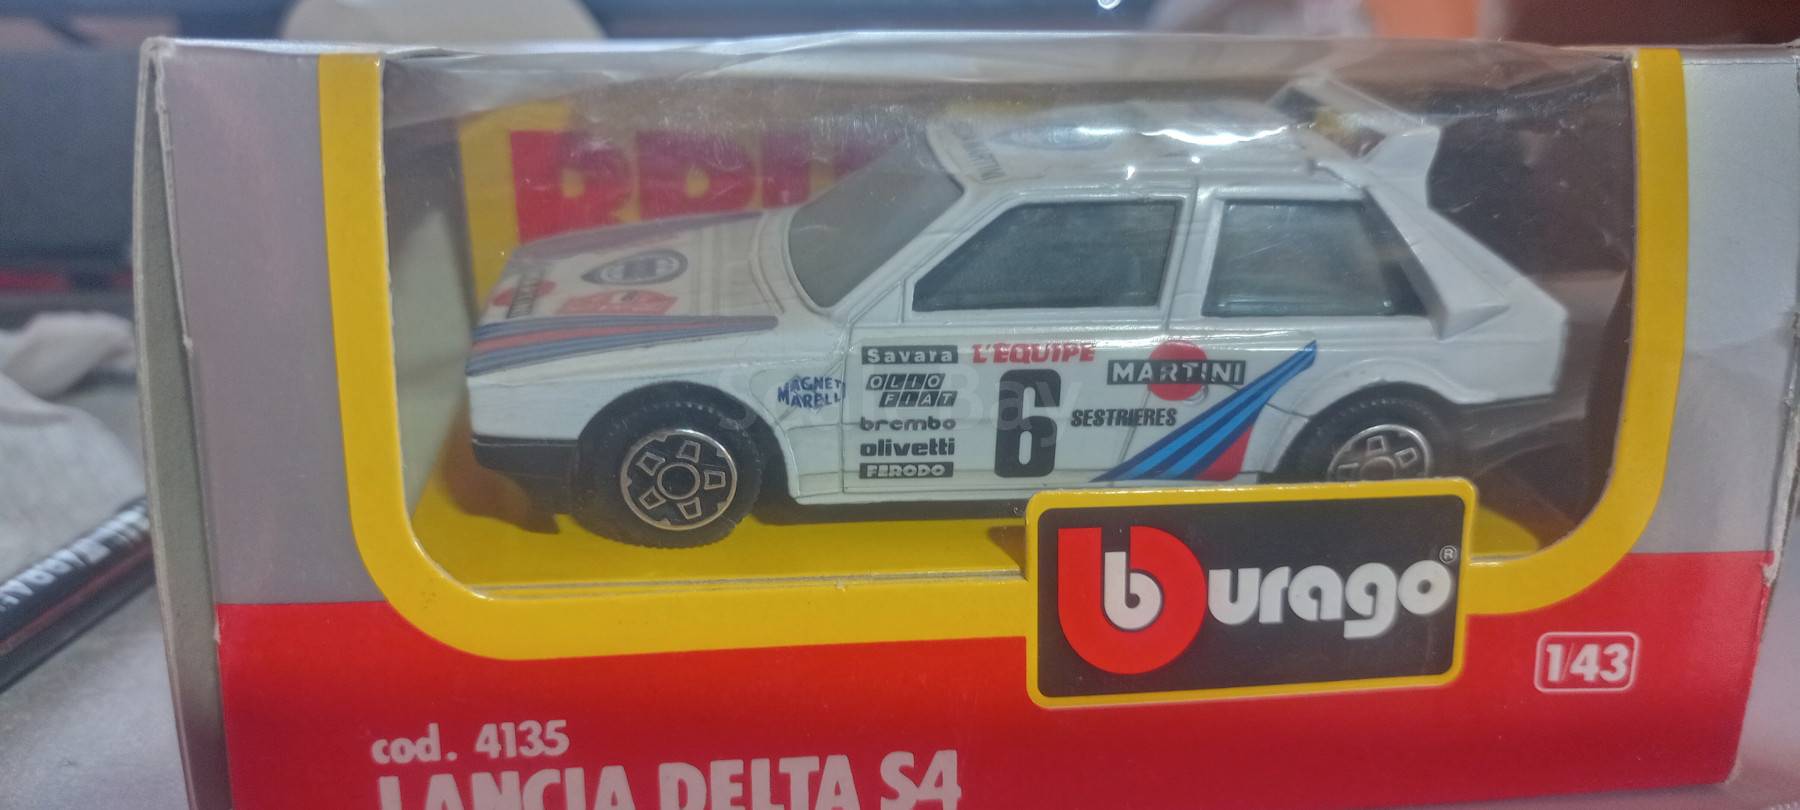 Savara
L'EQUIPE
MARTINI
MAGNETI
MARELLI
OLIO
FIAT
6
SESTRIERES
brembo
olivetti
FERODO
burago®
1/43
cod. 4135
LANCIA DELTA S4